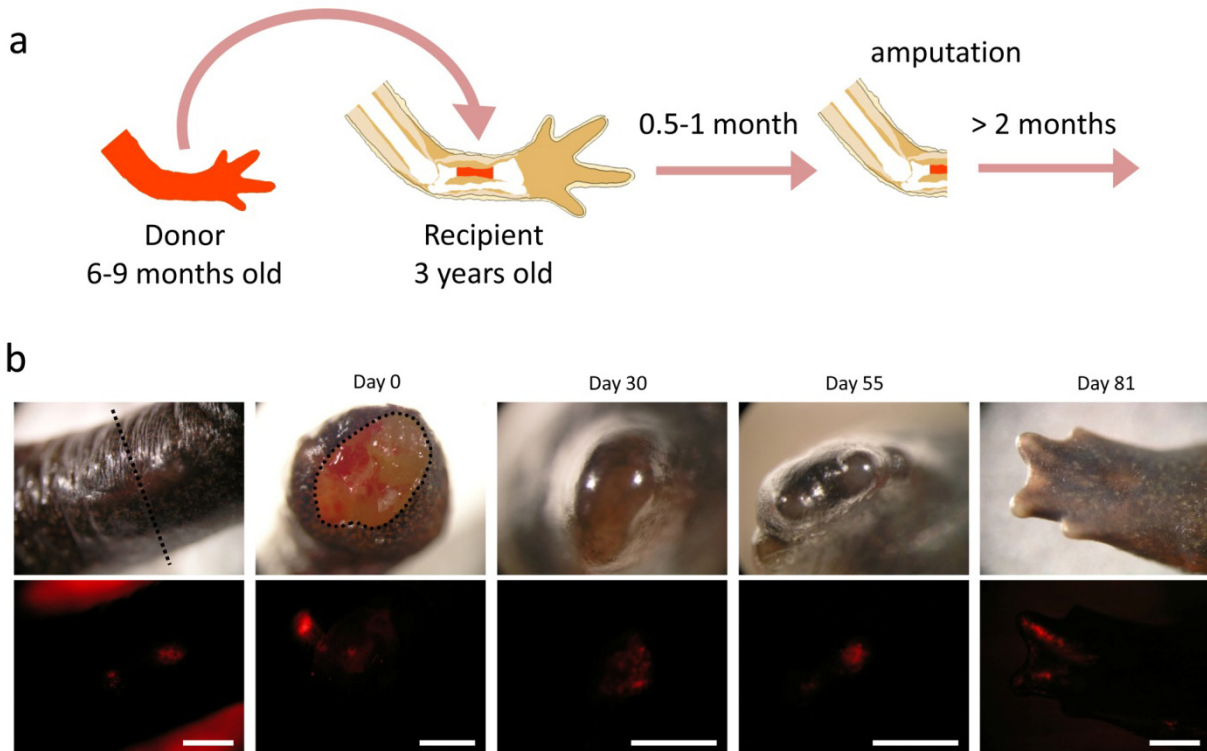 a
amputation
0.5-1 month
> 2 months
Donor
6-9 months old
Recipient
3 years old
b
Day 0
Day 30
Day 55
Day 81